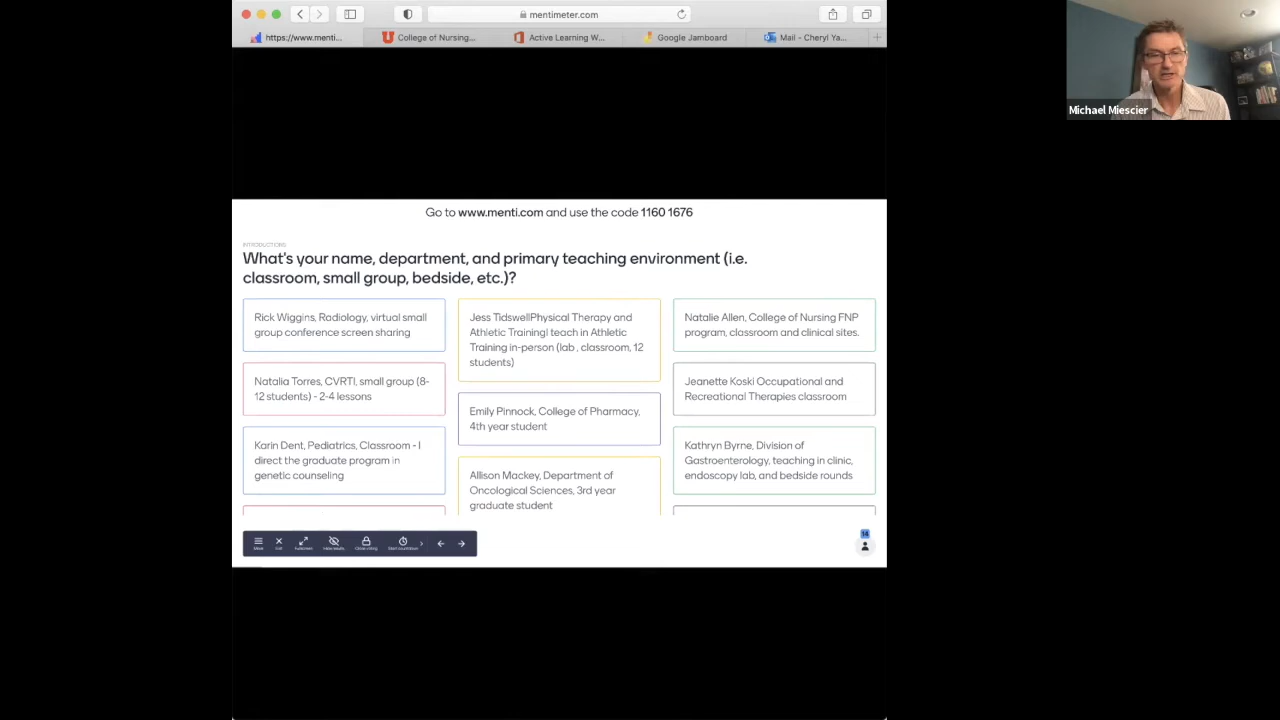 mentimeter.com
https://www.menti...
College of Nursing...
Active Learning W...
Google Jamboard
Mail - Cheryl Ya...
Michael Miescier
Go to www.menti.com and use the code 1160 1676
INTRODUCTIONS
What's your name, department, and primary teaching environment (i.e.
classroom, small group, bedside, etc.)?
Rick Wiggins, Radiology, virtual small
group conference screen sharing
Natalia Torres, CVRTI, small group (8-
12 students) - 2-4 lessons
Karin Dent, Pediatrics, Classroom - I
direct the graduate program in
genetic counseling
Jess TidswellPhysical Therapy and
Athletic TrainingI teach in Athletic
Training in-person (lab , classroom, 12
students)
Emily Pinnock, College of Pharmacy,
4th year student
Allison Mackey, Department of
Oncological Sciences, 3rd year
graduate student
Natalie Allen, College of Nursing FNP
program, classroom and clinical sites.
Jeanette Koski Occupational and
Recreational Therapies classroom
Kathryn Byrne, Division of
Gastroenterology, teaching in clinic,
endoscopy lab, and bedside rounds
14